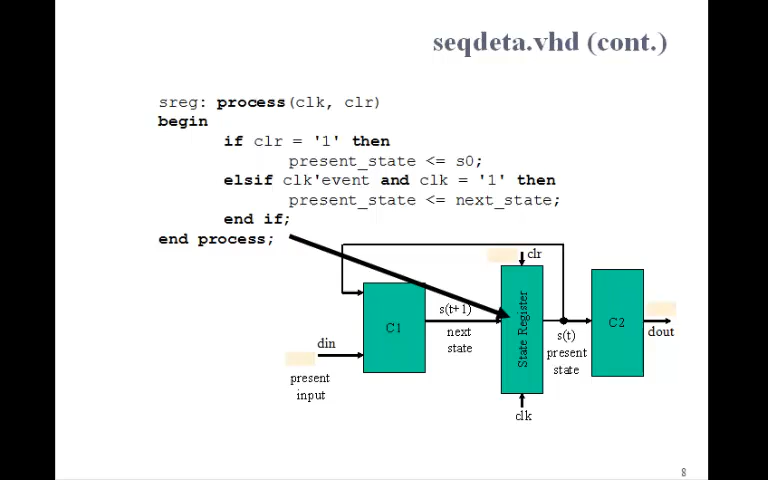 seqdeta.vhd (cont.)
sreg: process(clk, clr)
begin
if clr = '1' then
present_state <= s0;
elsif clk'event and clk = '1' then
present_state <= next_state;
end if;
end process;
clr
C1
s(t+1)
next
state
State Register
s(t)
present
state
C2
dout
din
present
input
clk
8